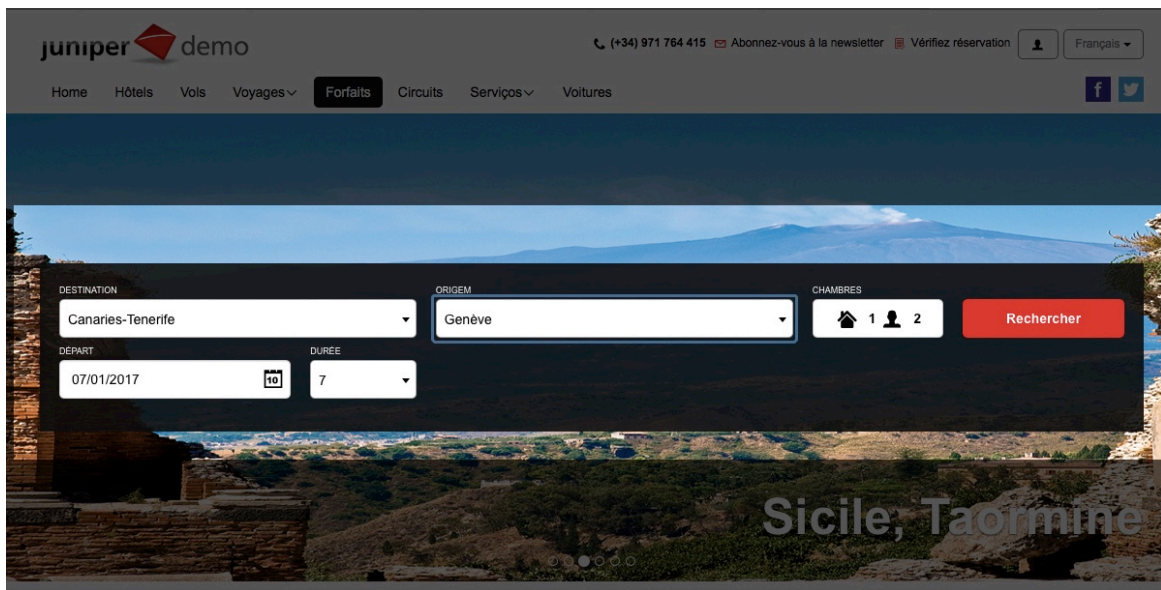 juniper demo
(+34) 971 764 415 Abonnez-vous à la newsletter Vérifiez réservation Français
Home Hôtels Vols Voyages Forfaits Circuits Serviços Voitures
f
DESTINATION ORIGEM CHAMBRES
Canaries-Tenerife Genève 1 2 Rechercher
DÉPART DURÉE
07/01/2017 10 7
Sicile, Taormine